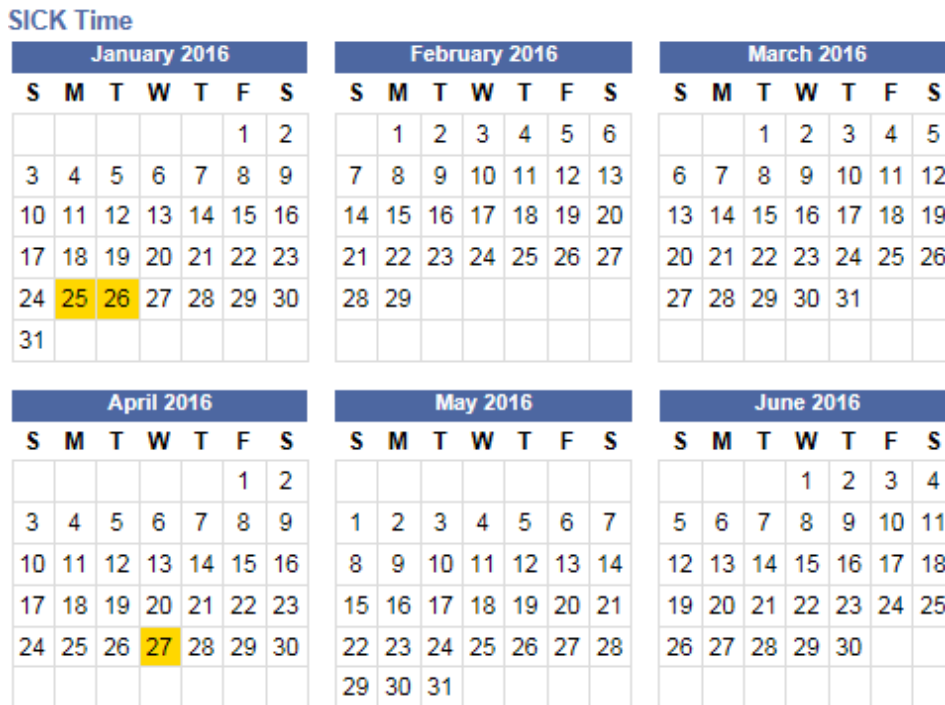 SICK Time
January 2016 February 2016 March 2016
S M T W T F S S M T W T F S S M T W T F S
1 2 1 2 3 4 5 6 1 2 3 4 5
3 4 5 6 7 8 9 7 8 9 10 11 12 13 6 7 8 9 10 11 12
10 11 12 13 14 15 16 14 15 16 17 18 19 20 13 14 15 16 17 18 19
17 18 19 20 21 22 23 21 22 23 24 25 26 27 20 21 22 23 24 25 26
24 25 26 27 28 29 30 28 29 27 28 29 30 31
31
April 2016 May 2016 June 2016
S M T W T F S S M T W T F S S M T W T F S
1 2 1 2 3 4
3 4 5 6 7 8 9 1 2 3 4 5 6 7 5 6 7 8 9 10 11
10 11 12 13 14 15 16 8 9 10 11 12 13 14 12 13 14 15 16 17 18
17 18 19 20 21 22 23 15 16 17 18 19 20 21 19 20 21 22 23 24 25
24 25 26 27 28 29 30 22 23 24 25 26 27 28 26 27 28 29 30
29 30 31